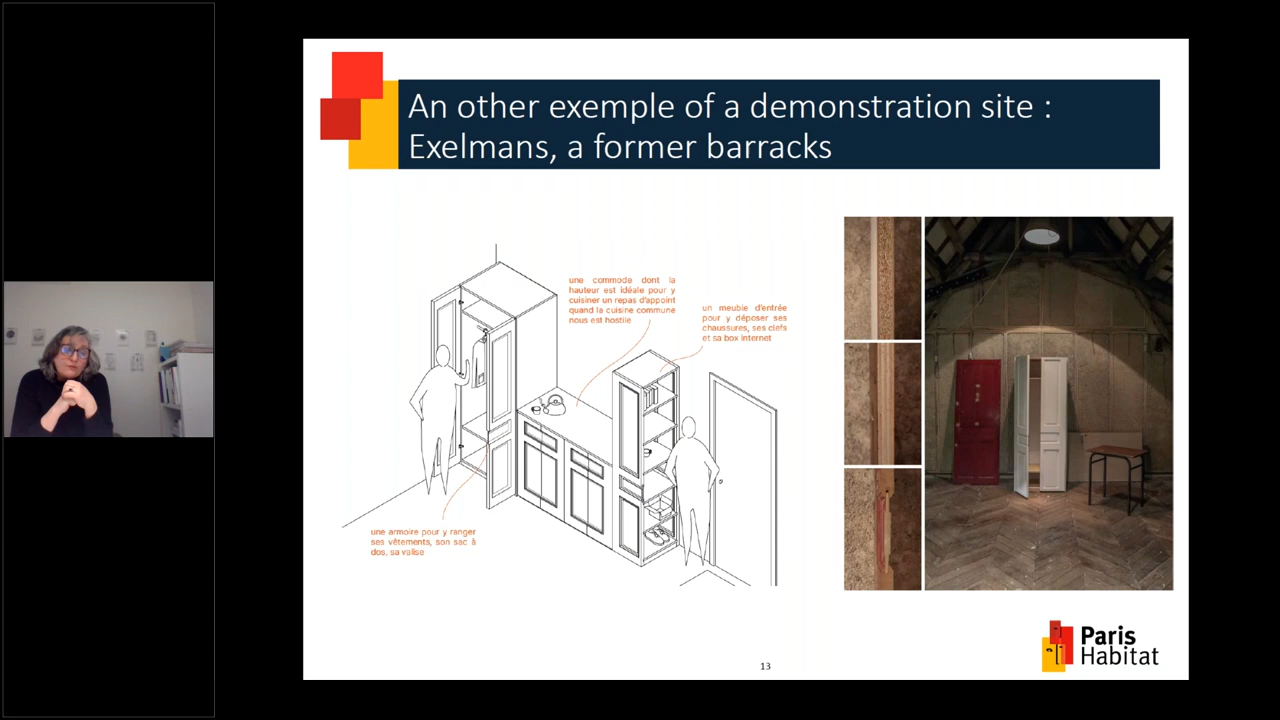 An other exemple of a demonstration site :
Exelmans, a former barracks
une commode dont la
hauteur est idéale pour y
cuisiner un repas d'appoint
quand la cuisine commune
nous est hostile
un meuble d'entrée
pour y déposer ses
chaussures, ses clefs
et sa box internet
une armoire pour y ranger
ses vêtements, son sac à
dos, sa valise
Paris
Habitat
13